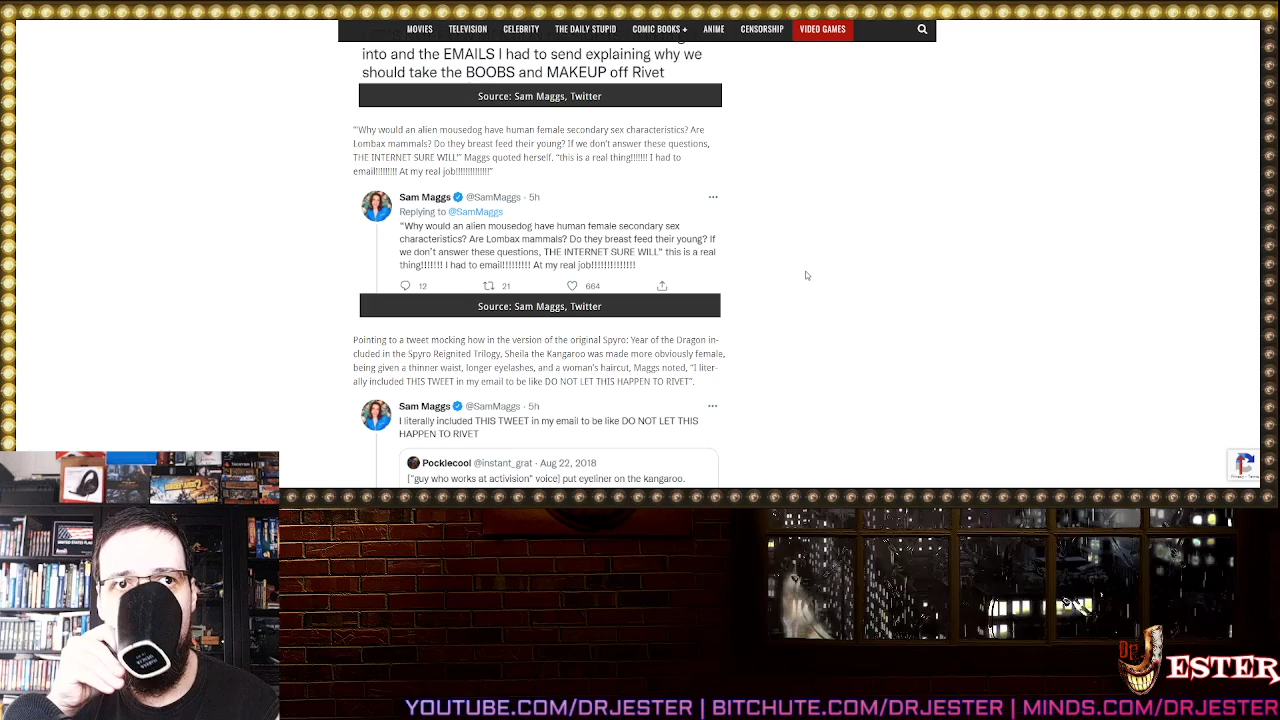 MOVIES TELEVISION CELEBRITY THE DAILY STUPID COMIC BOOKS + ANIME CENSORSHIP VIDEO GAMES
into and the EMAILS I had to send explaining why we
should take the BOOBS and MAKEUP off Rivet
Source: Sam Maggs, Twitter
"'Why would an alien mousedog have human female secondary sex characteristics? Are
Lombax mammals? Do they breast feed their young? If we don't answer these questions,
THE INTERNET SURE WILL'" Maggs quoted herself. "this is a real thing!!!!!!! I had to
email!!!!!!!!! At my real job!!!!!!!!!!!!!!"
Sam Maggs @SamMaggs · 5h
Replying to @SamMaggs
"Why would an alien mousedog have human female secondary sex
characteristics? Are Lombax mammals? Do they breast feed their young? If
we don't answer these questions, THE INTERNET SURE WILL" this is a real
thing!!!!!!! I had to email!!!!!!!!! At my real job!!!!!!!!!!!!!!
12 21 664
Source: Sam Maggs, Twitter
Pointing to a tweet mocking how in the version of the original Spyro: Year of the Dragon in-
cluded in the Spyro Reignited Trilogy, Sheila the Kangaroo was made more obviously female,
being given a thinner waist, longer eyelashes, and a woman's haircut, Maggs noted, "I liter-
ally included THIS TWEET in my email to be like DO NOT LET THIS HAPPEN TO RIVET".
Sam Maggs @SamMaggs · 5h
I literally included THIS TWEET in my email to be like DO NOT LET THIS
HAPPEN TO RIVET
Pocklecool @instant_grat · Aug 22, 2018
["guy who works at activision" voice] put eyeliner on the kangaroo.
UNITED STATES FLAG
Dr. JESTER
YOUTUBE.COM/DRJESTER | BITCHUTE.COM/DRJESTER | MINDS.COM/DRJESTER